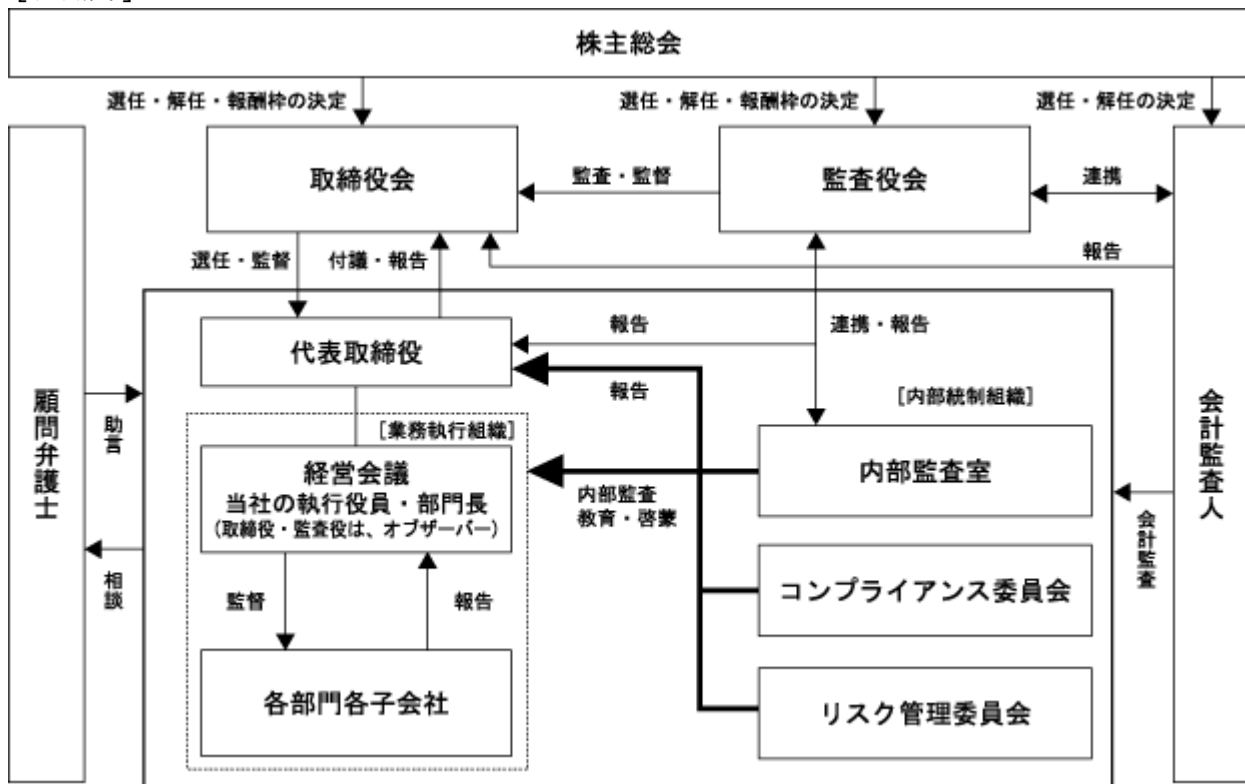 株主総会
選任・解任・報酬枠の決定
選任・解任・報酬枠の決定
選任・解任の決定
取締役会
監査・監督
監査役会
連携
選任・監督
付議・報告
報告
代表取締役
報告
連携・報告
報告
[内部統制組織]
顧問弁護士
助言
相談
[業務執行組織]
経営会議
当社の執行役員・部門長
(取締役・監査役は、オブザーバー)
内部監査
教育・啓蒙
内部監査室
会計監査人
会計監査
監督
報告
コンプライアンス委員会
各部門各子会社
リスク管理委員会